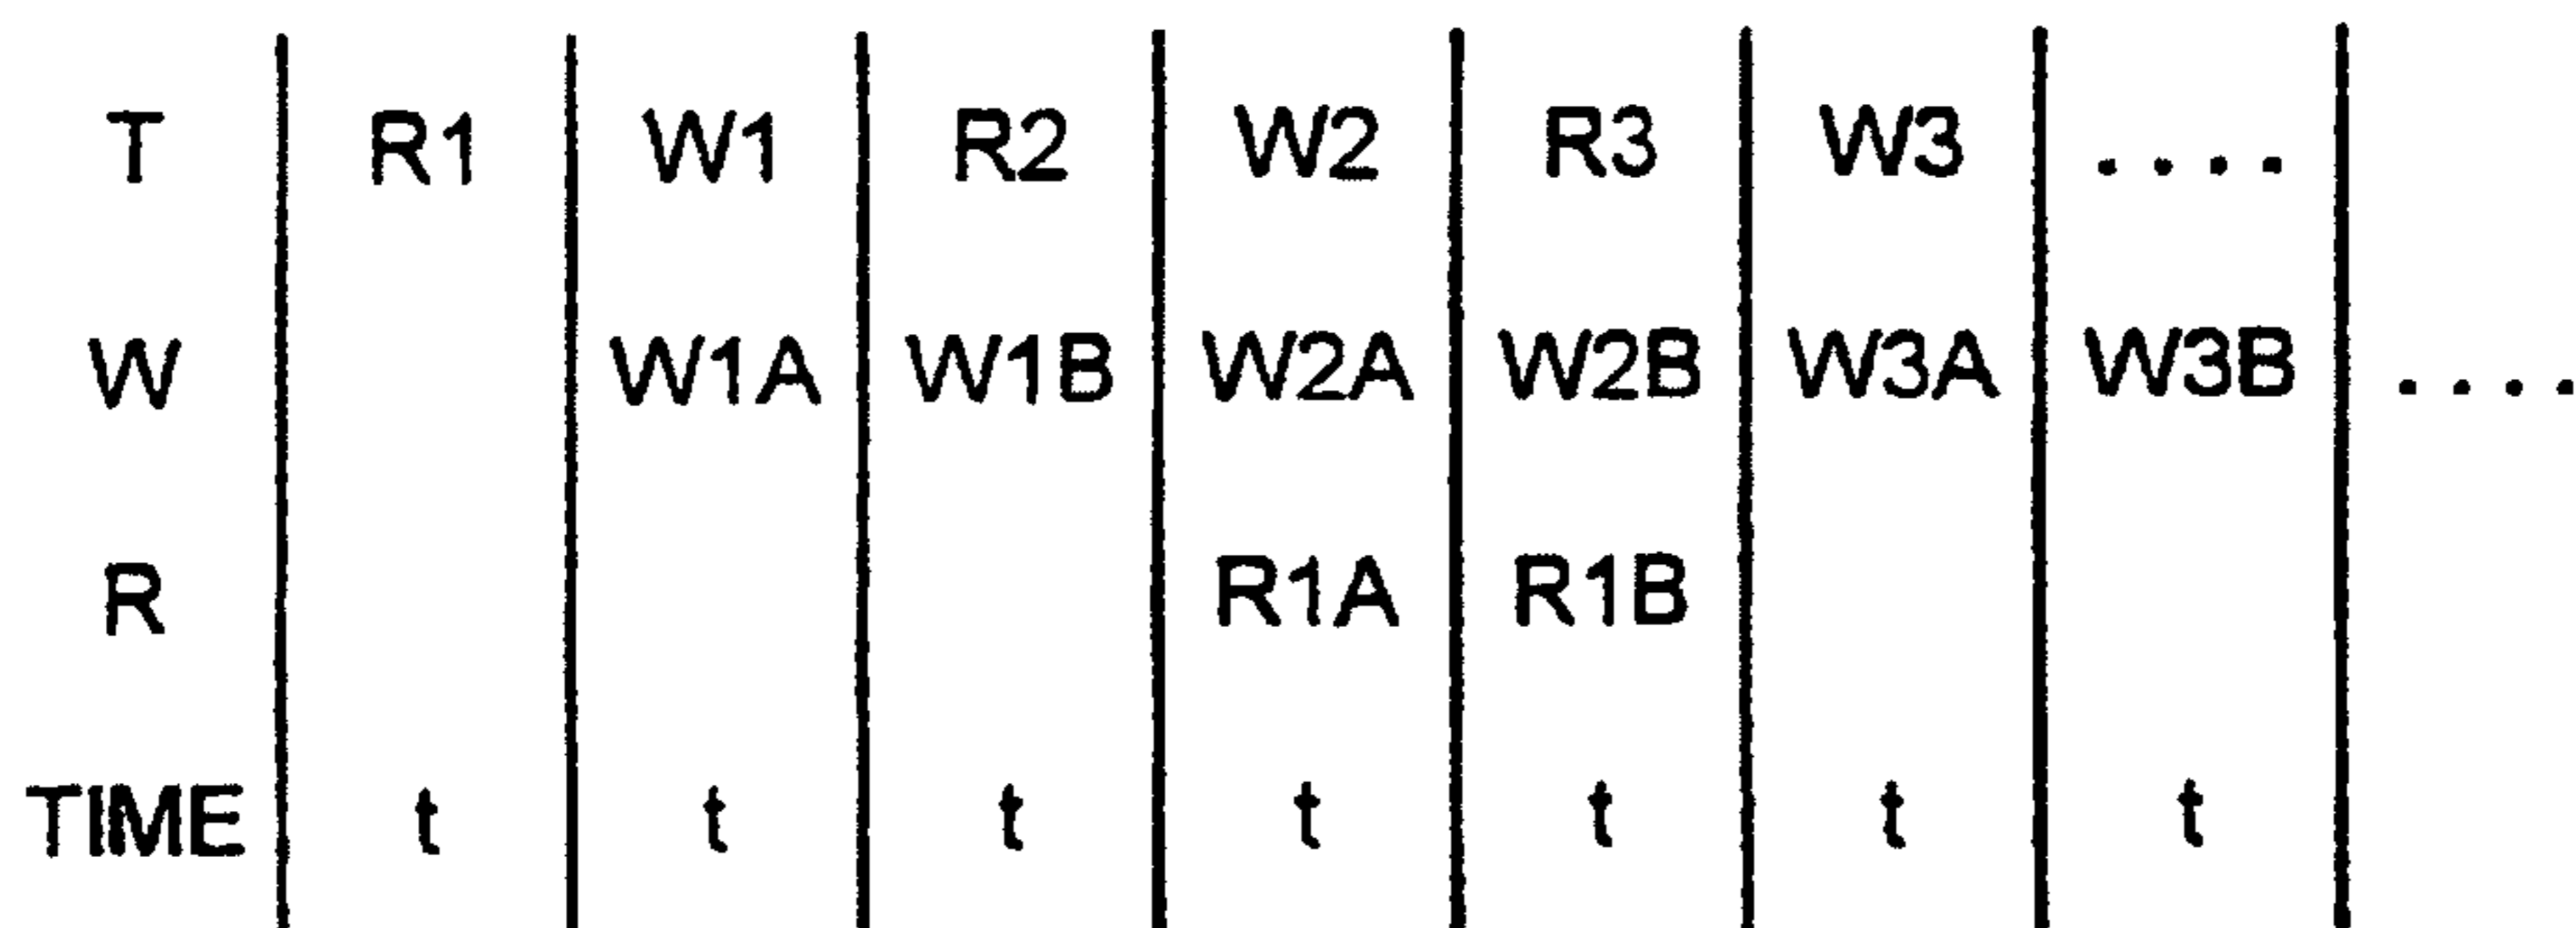 T R1 W1 R2 W2 R3 W3 ....
W W1A W1B W2A W2B W3A W3B ....
R R1A R1B
TIME t t t t t t t